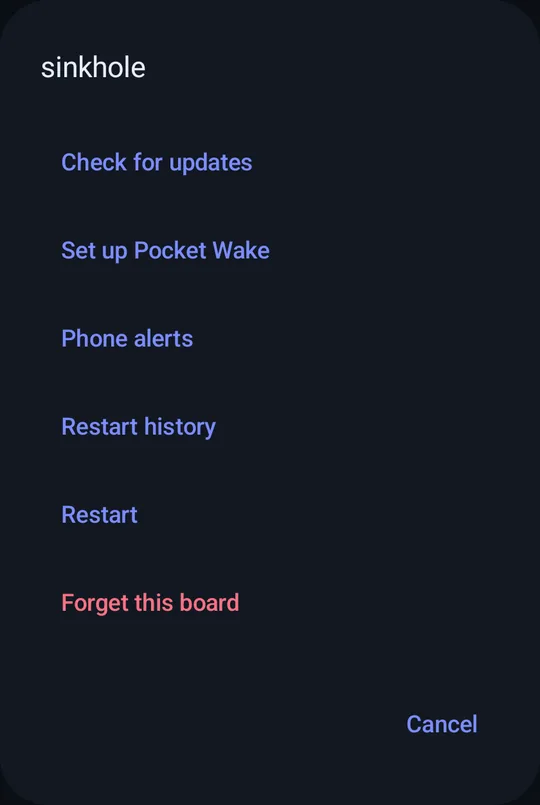 sinkhole
Check for updates
Set up Pocket Wake
Phone alerts
Restart history
Restart
Forget this board
Cancel